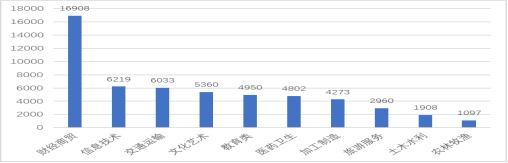 18000
16000
14000
12000
10000
8000
6000
4000
2000
0
16908
6219
6033
5360
4950
4802
4273
2960
1908
1097
财经商贸
信息技术
交通运输
文化艺术
教育类
医药卫生
加工制造
旅游服务
土木水利
农林牧渔